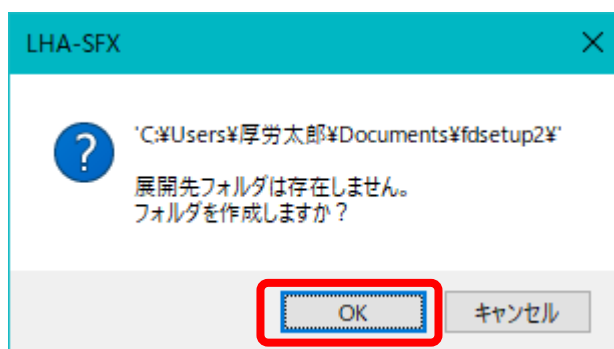 LHA-SFX
'C:¥Users¥厚労太郎¥Documents¥fdsetup2¥'
展開先フォルダは存在しません。
フォルダを作成しますか？
OK
キャンセル